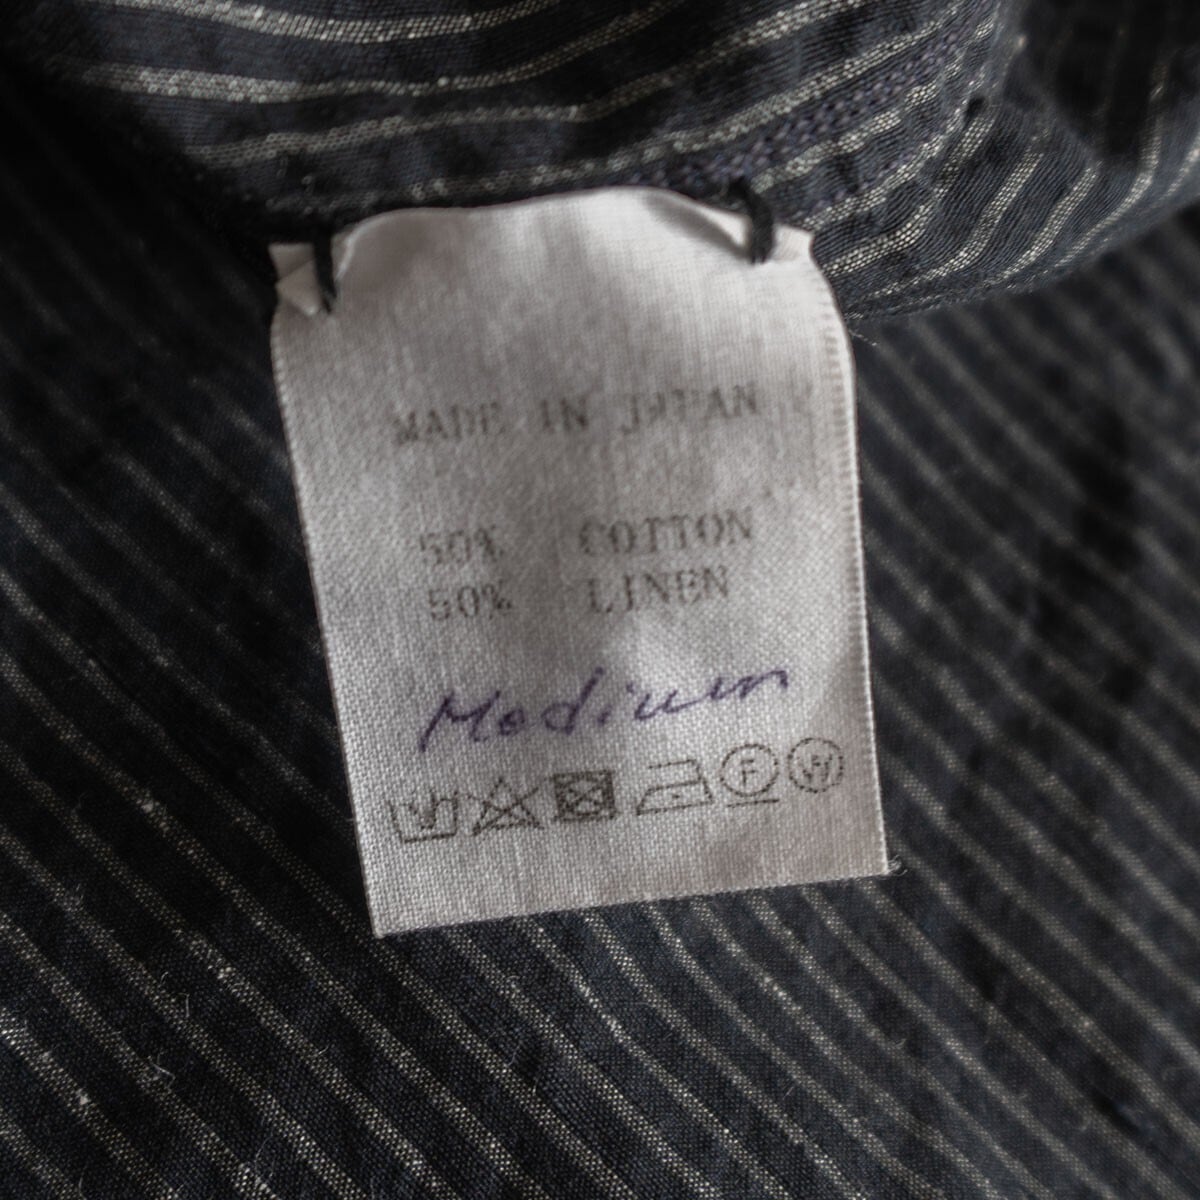 MADE IN JAPAN
50% COTTON
50% LINEN
Medium
F W